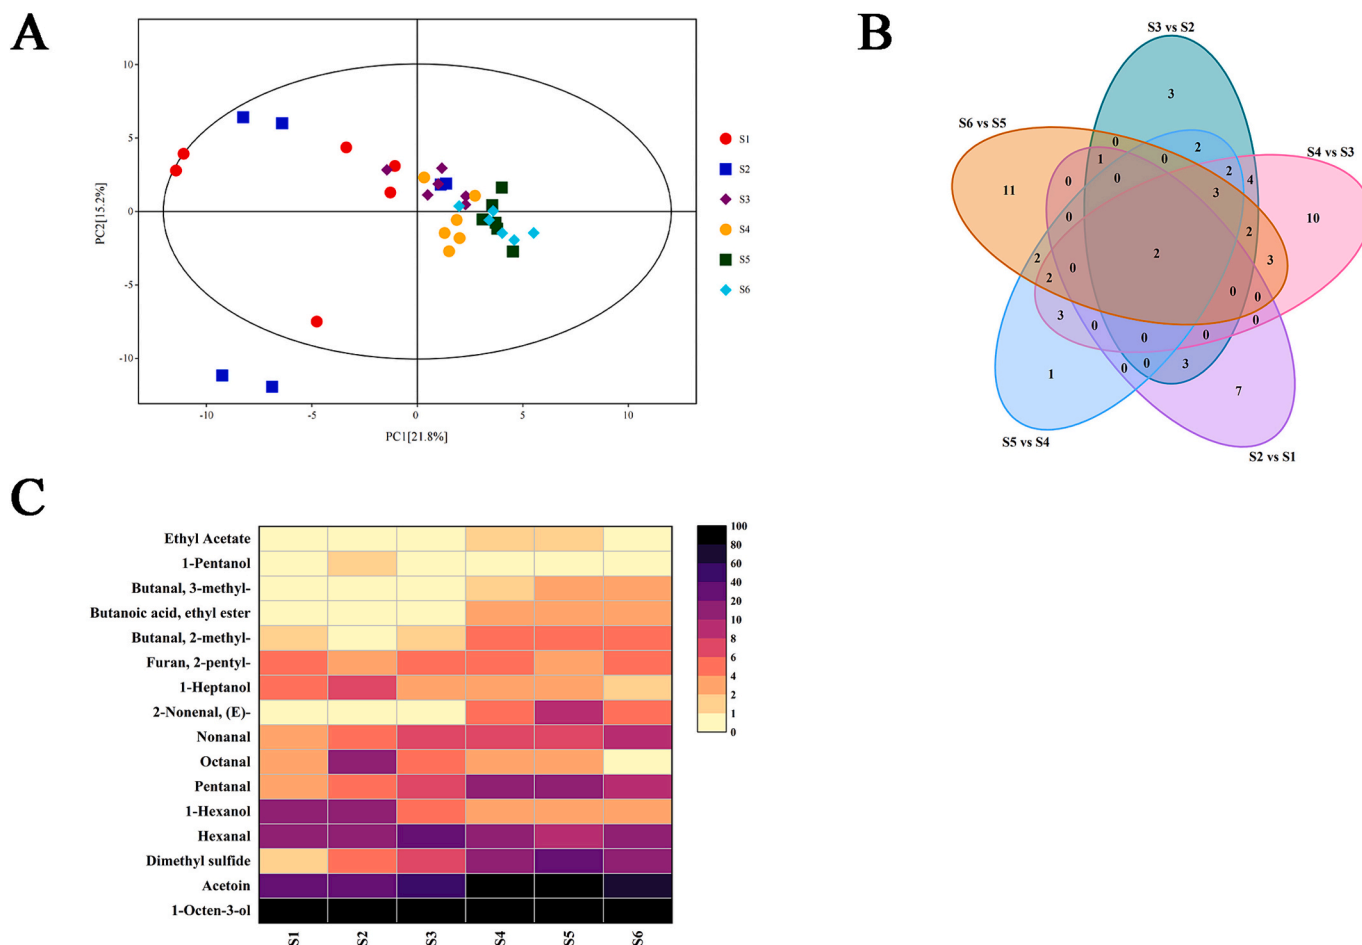 A
10
5
0
-5
-10
PC2[15.2%]
-10
-5
0
5
10
PC1[21.8%]
S1
S2
S3
S4
S5
S6
B
S3 vs S2
S6 vs S5
S4 vs S3
S5 vs S4
S2 vs S1
3
0
2
1
0
2
4
11
0
0
3
10
0
2
2
2
3
2
0
0
0
3
0
0
0
0
0
0
3
1
7
C
Ethyl Acetate
1-Pentanol
Butanal, 3-methyl-
Butanoic acid, ethyl ester
Butanal, 2-methyl-
Furan, 2-pentyl-
1-Heptanol
2-Nonenal, (E)-
Nonanal
Octanal
Pentanal
1-Hexanol
Hexanal
Dimethyl sulfide
Acetoin
1-Octen-3-ol
S1
S2
S3
S4
S5
S6
100
80
60
40
20
10
8
6
4
2
1
0